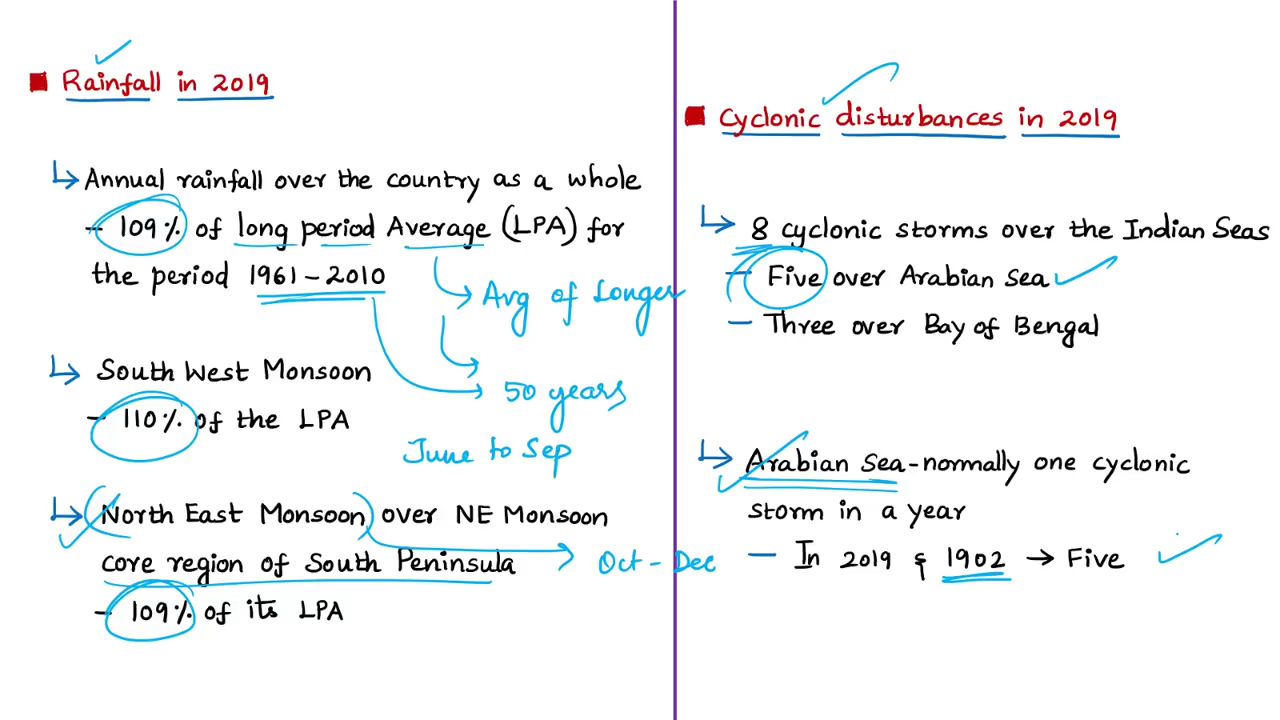 Rainfall in 2019
↳ Annual rainfall over the country as a whole
- 109% of long period Average (LPA) for
the period 1961 - 2010
Avg of Longer
50 years
↳ South West Monsoon
- 110% of the LPA
June to Sep
↳ North East Monsoon over NE Monsoon
core region of South Peninsula
Oct - Dec
- 109% of its LPA
Cyclonic disturbances in 2019
↳ 8 cyclonic storms over the Indian Seas
- Five over Arabian Sea
- Three over Bay of Bengal
↳ Arabian Sea - normally one cyclonic
storm in a year
- In 2019 & 1902 → Five